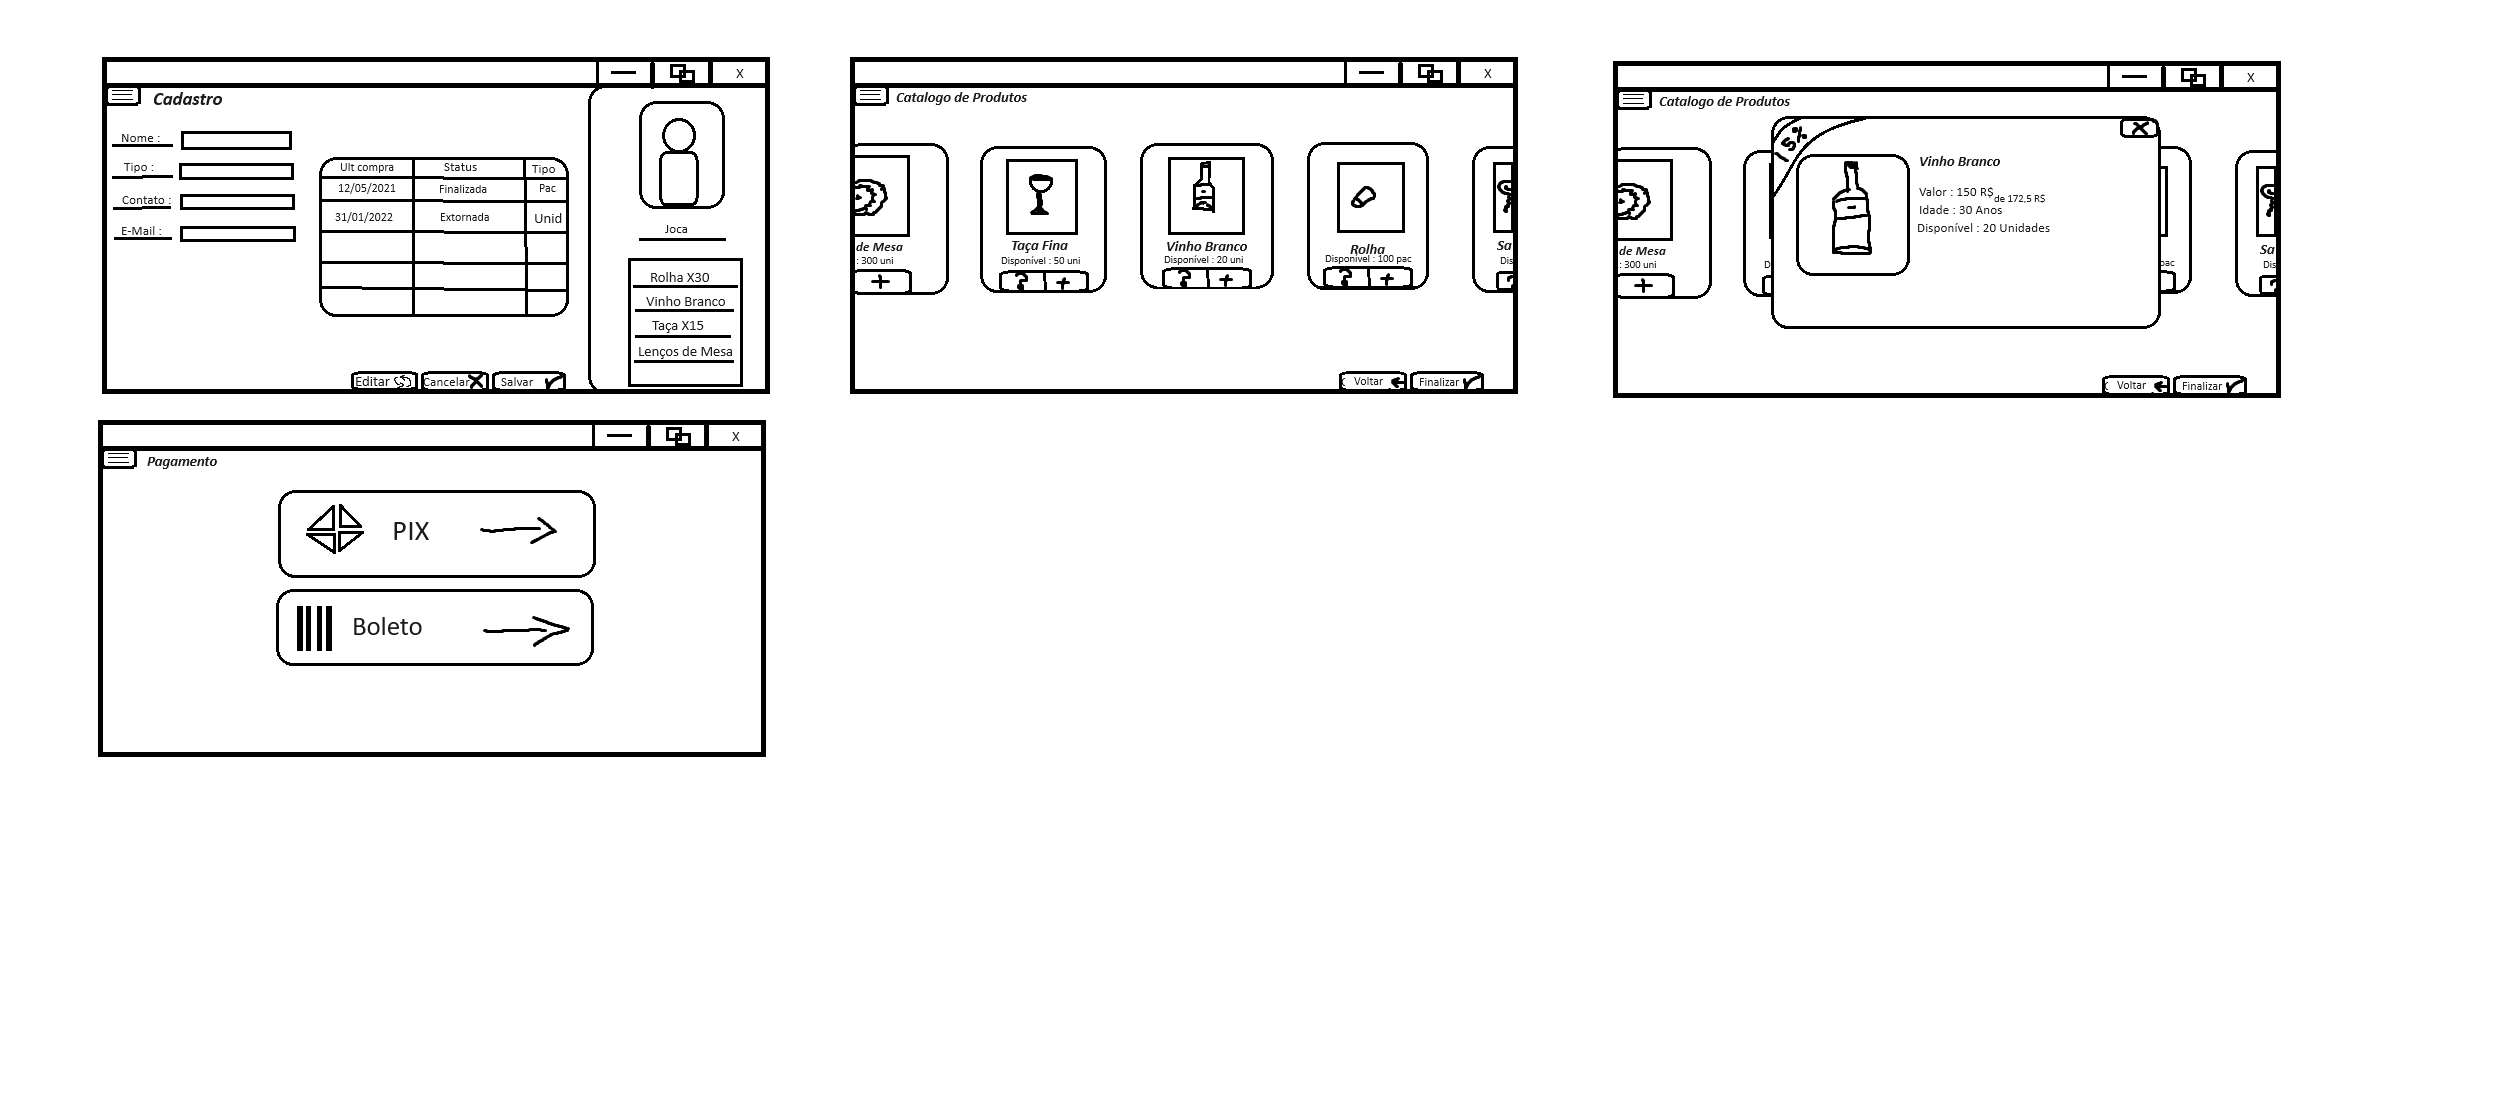 X
Cadastro
Nome :
Tipo :
Contato :
E-Mail :
Ult compra Status Tipo
12/05/2021 Finalizada Pac
31/01/2022 Extornada Unid
Joca
Rolha X30
Vinho Branco
Taça X15
Lenços de Mesa
Editar Cancelar Salvar
X
Catalogo de Produtos
de Mesa
: 300 uni
Taça Fina
Disponível : 50 uni
? +
Vinho Branco
Disponível : 20 uni
? +
Rolha
Disponivel : 100 pac
? +
Sa
Dis
?
+
Voltar Finalizar
X
Catalogo de Produtos
de Mesa
: 300 uni
+
D
15%
X
Vinho Branco
Valor : 150 R$ de 172,5 R$
Idade : 30 Anos
Disponível : 20 Unidades
pac
Sa
Dis
?
Voltar Finalizar
X
Pagamento
PIX
Boleto